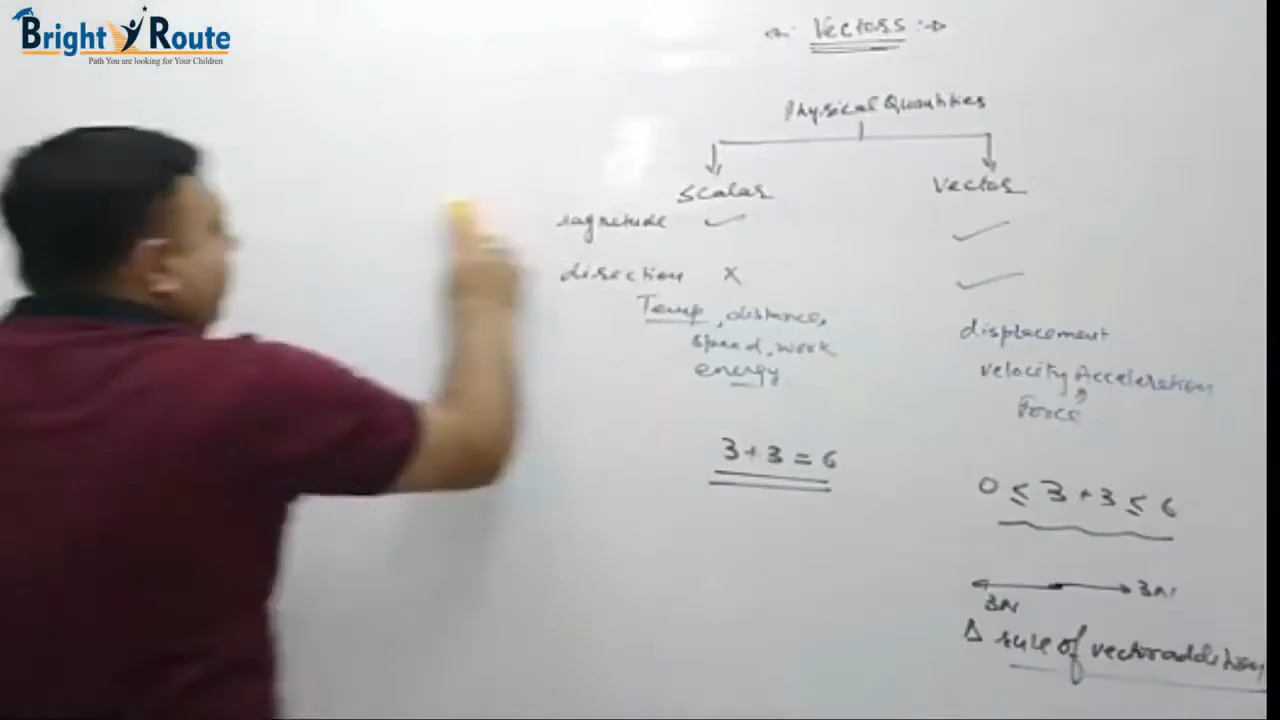 Bright Route
Path You are looking for Your Children
Vectors
Physical Quantities
Scalar Vector
magnitude ✓ ✓
direction X ✓
Temp, distance,
speed, work
energy
displacement
velocity, Acceleration
Force
3 + 3 = 6
0 ≤ 3 + 3 ≤ 6
3N 3N
Δ rule of vector addition